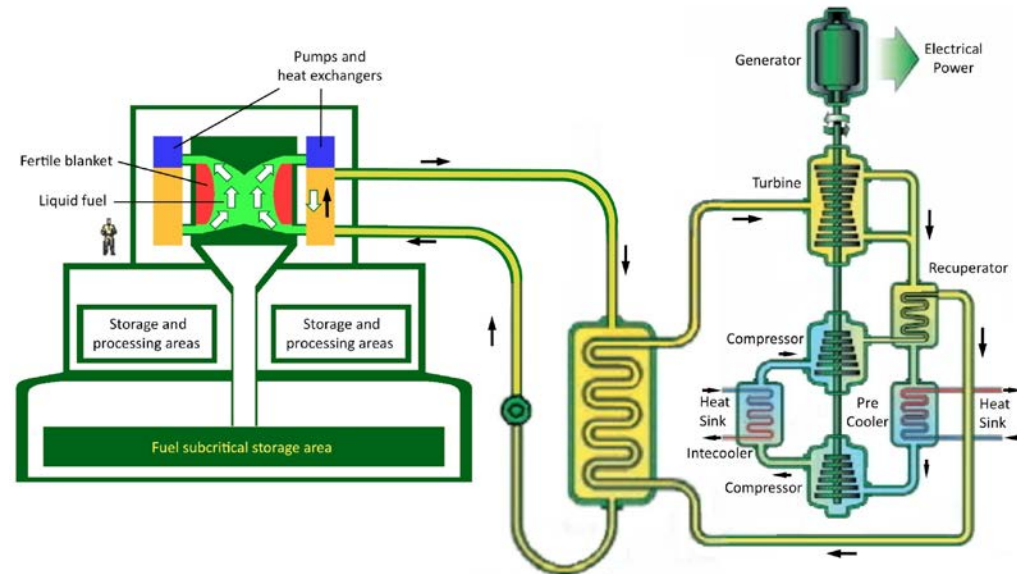 Pumps and
heat exchangers
Fertile blanket
Liquid fuel
Storage and
processing areas
Storage and
processing areas
Fuel subcritical storage area
Generator
Electrical
Power
Turbine
Recuperator
Compressor
Heat
Sink
Pre
Cooler
Heat
Sink
Intecooler
Compressor